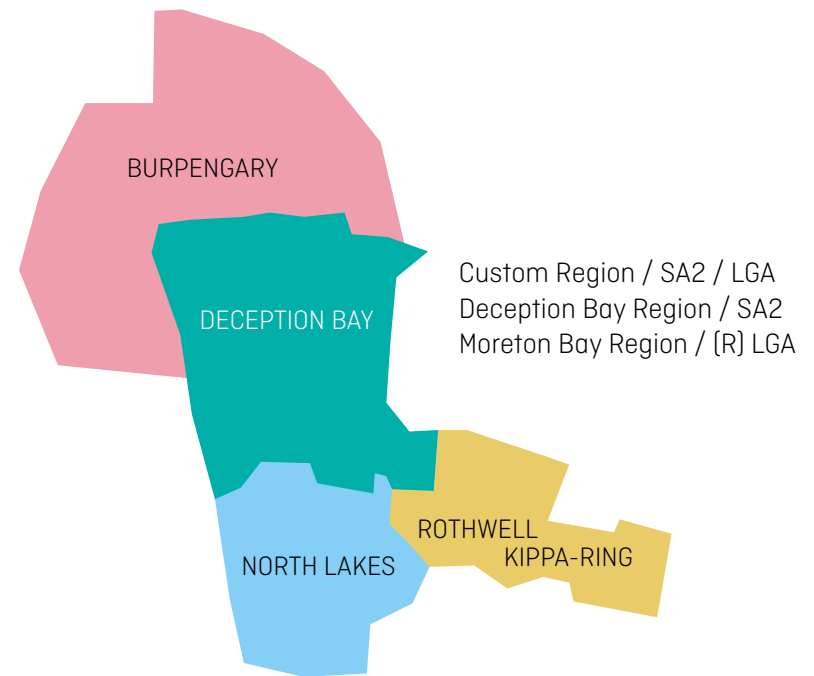 BURPENGARY
Custom Region / SA2 / LGA
Deception Bay Region / SA2
Moreton Bay Region / (R) LGA
DECEPTION BAY
ROTHWELL
KIPPA-RING
NORTH LAKES